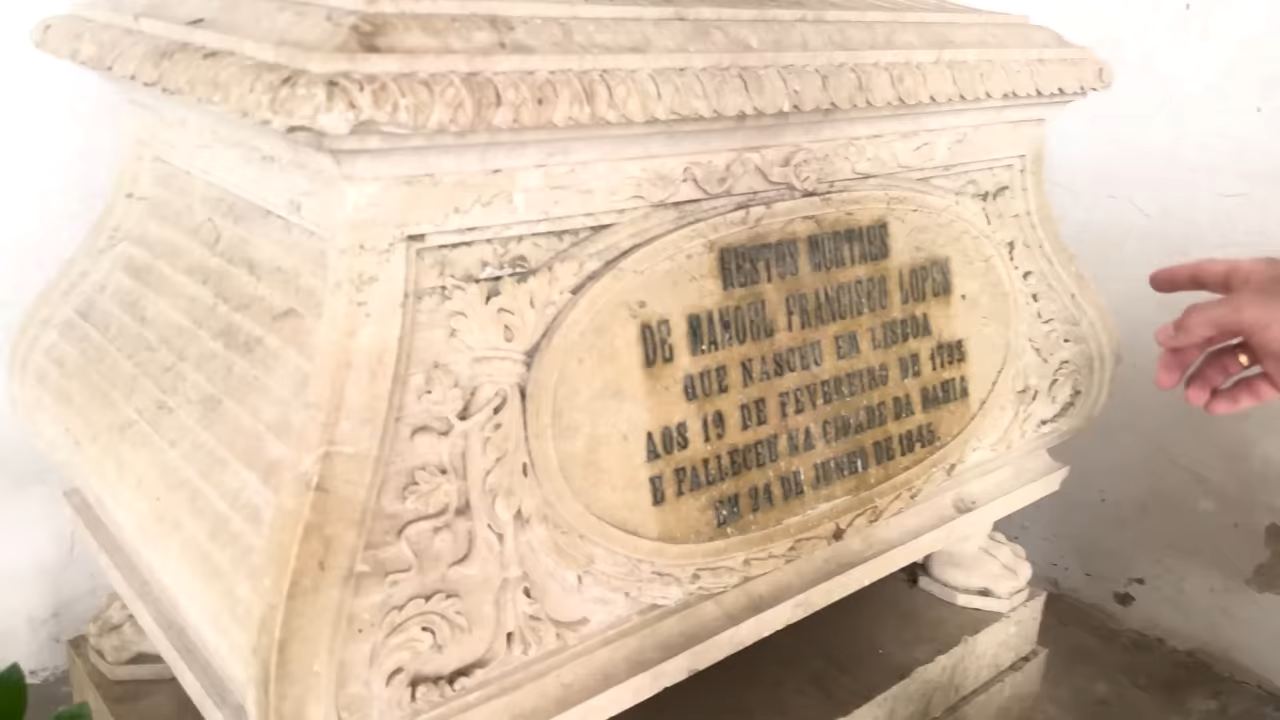 RESTOS MORTAES
DE MANOEL FRANCISCO LOPES
QUE NASCEU EM LISBOA
AOS 19 DE FEVEREIRO DE 1795
E FALLECEU NA CIDADE DA BAHIA
EM 24 DE JUNHO DE 1845.